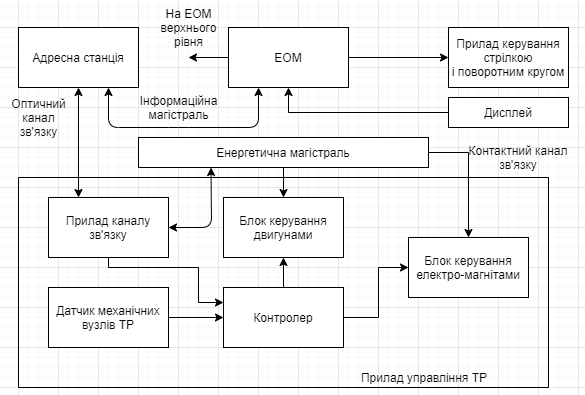 На ЕОМ
верхнього
рівня
Адресна станція
ЕОМ
Прилад керування
стрілкою
і поворотним кругом
Оптичний
канал
зв'язку
Інформаційна
магістраль
Дисплей
Енергетична магістраль
Контактний канал
зв'язку
Прилад каналу
зв'язку
Блок керування
двигунами
Блок керування
електро-магнітами
Датчик механічних
вузлів ТР
Контролер
Прилад управління ТР